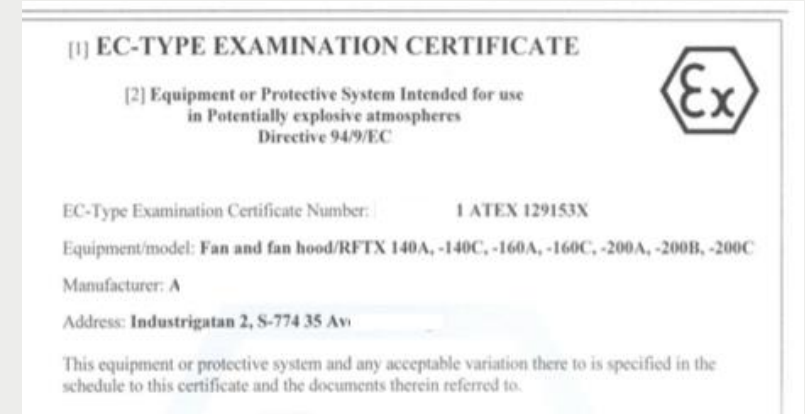 [1] EC-TYPE EXAMINATION CERTIFICATE
[2] Equipment or Protective System Intended for use
in Potentially explosive atmospheres
Directive 94/9/EC
Ex
EC-Type Examination Certificate Number: 1 ATEX 129153X
Equipment/model: Fan and fan hood/RFTX 140A, -140C, -160A, -160C, -200A, -200B, -200C
Manufacturer: A
Address: Industrigatan 2, S-774 35 Av
This equipment or protective system and any acceptable variation there to is specified in the
schedule to this certificate and the documents therein referred to.